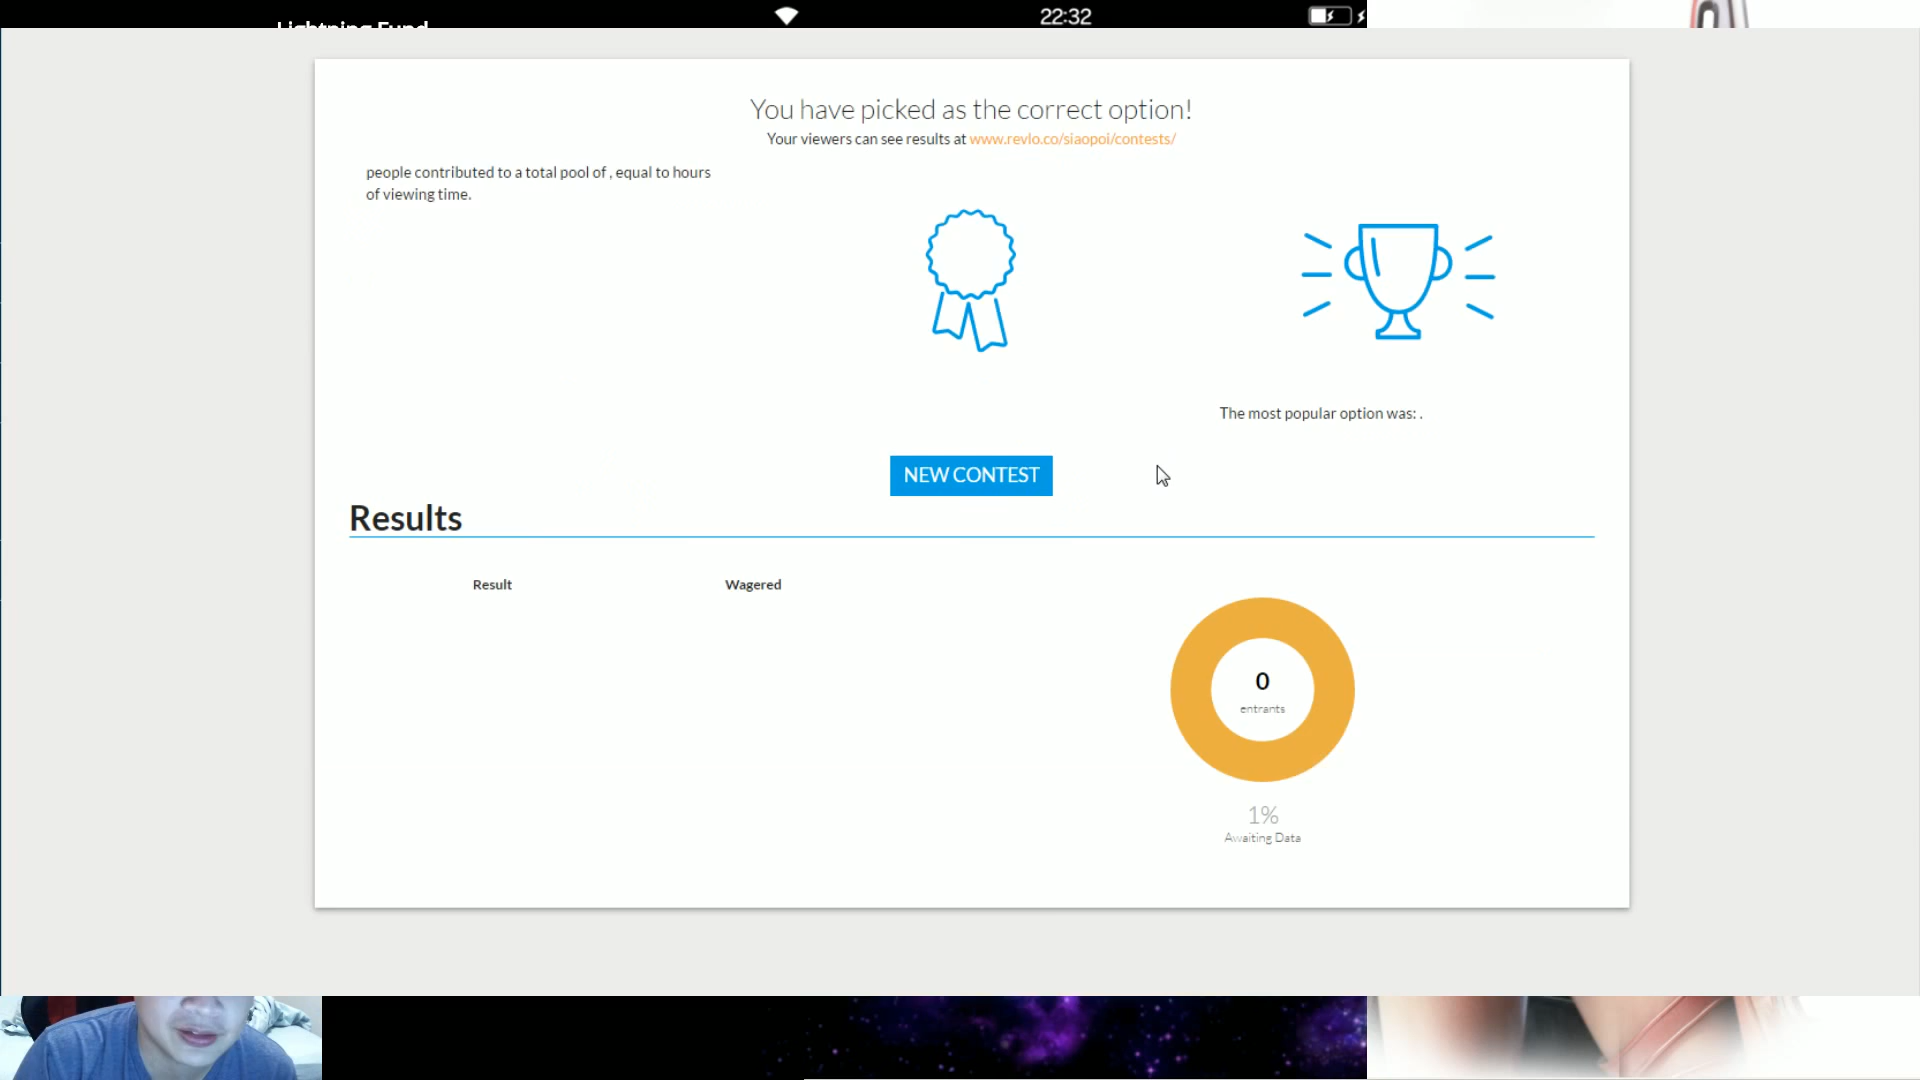 Lightning Fund
22:32
You have picked as the correct option!
Your viewers can see results at www.revlo.co/siaopoi/contests/
people contributed to a total pool of , equal to hours
of viewing time.
The most popular option was: .
NEW CONTEST
Results
Result Wagered
0
entrants
1%
Awaiting Data